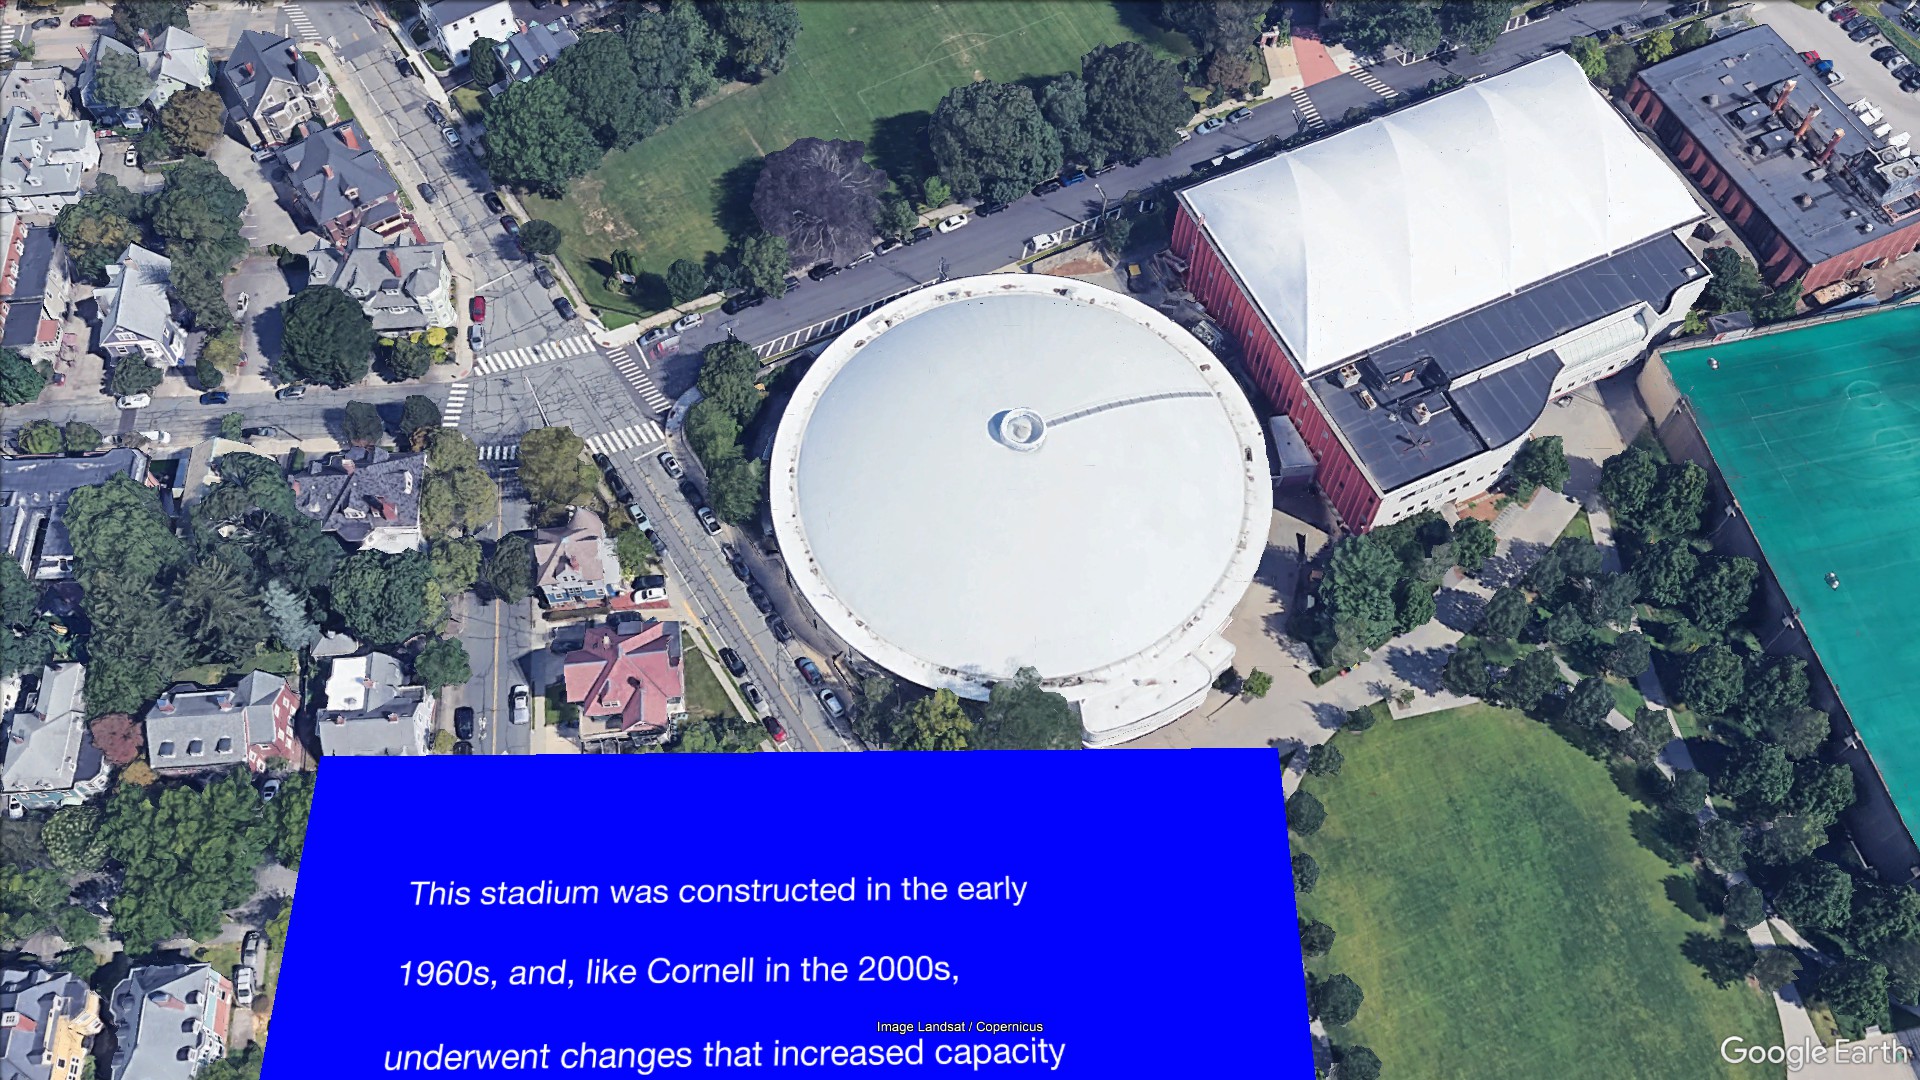 This stadium was constructed in the early
1960s, and, like Cornell in the 2000s,
Image Landsat / Copernicus
underwent changes that increased capacity
Google Earth